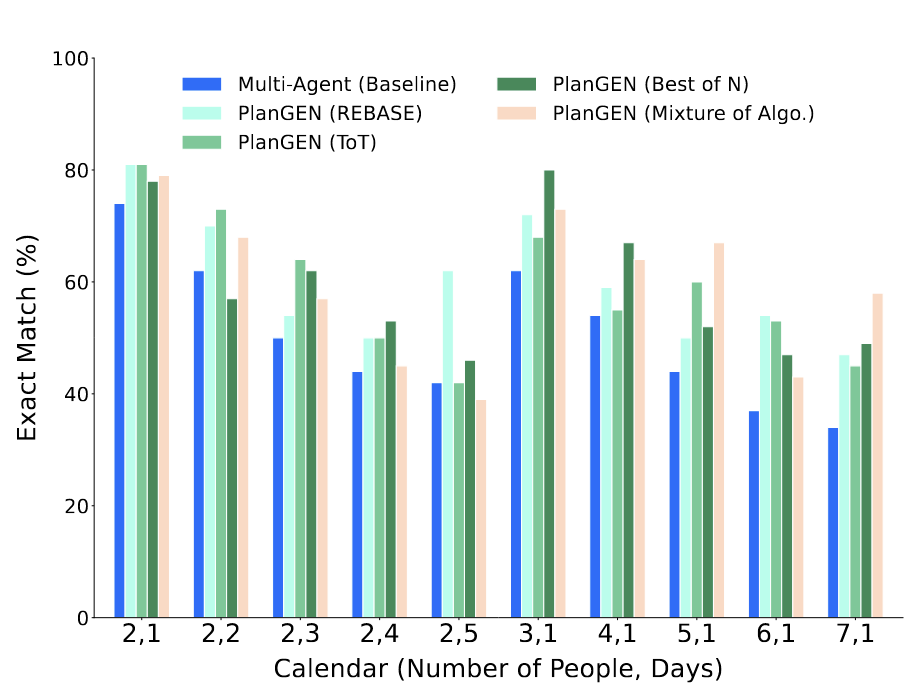 100
80
60
40
20
0
Exact Match (%)
Multi-Agent (Baseline)
PlanGEN (REBASE)
PlanGEN (ToT)
PlanGEN (Best of N)
PlanGEN (Mixture of Algo.)
2,1 2,2 2,3 2,4 2,5 3,1 4,1 5,1 6,1 7,1
Calendar (Number of People, Days)